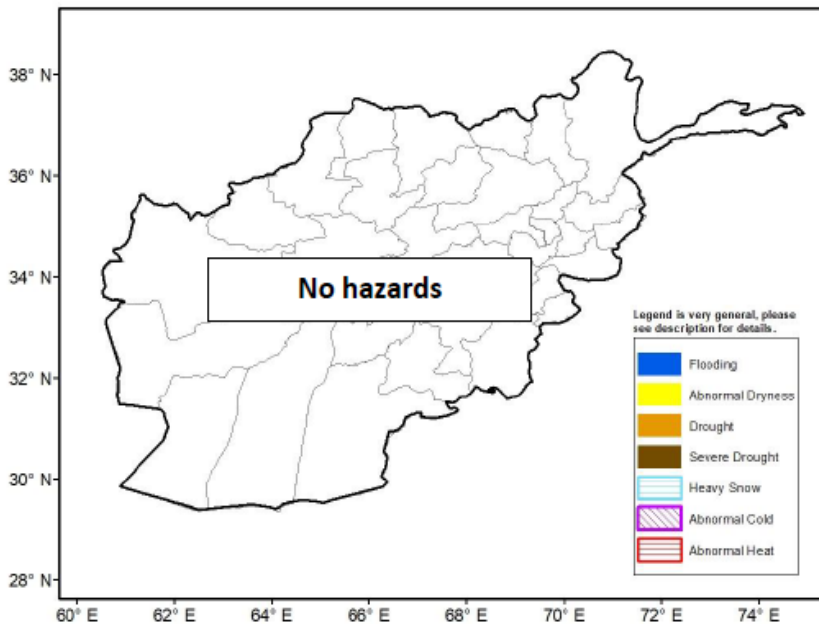 38° N
36° N
34° N
32° N
30° N
28° N
No hazards
Legend is very general, please
see description for details.
Flooding
Abnormal Dryness
Drought
Severe Drought
Heavy Snow
Abnormal Cold
Abnormal Heat
60° E 62° E 64° E 66° E 68° E 70° E 72° E 74° E